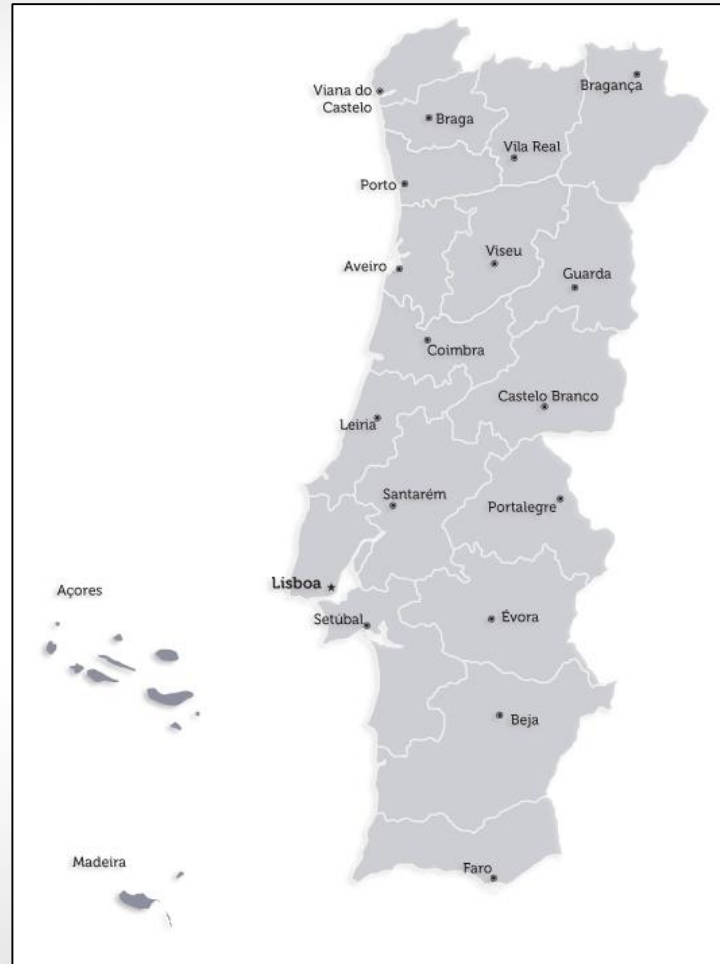 Bragança
Viana do
Castelo
Braga
Vila Real
Porto
Viseu
Aveiro
Guarda
Coimbra
Castelo Branco
Leiria
Santarém
Portalegre
Lisboa
Açores
Setúbal
Évora
Beja
Madeira
Faro